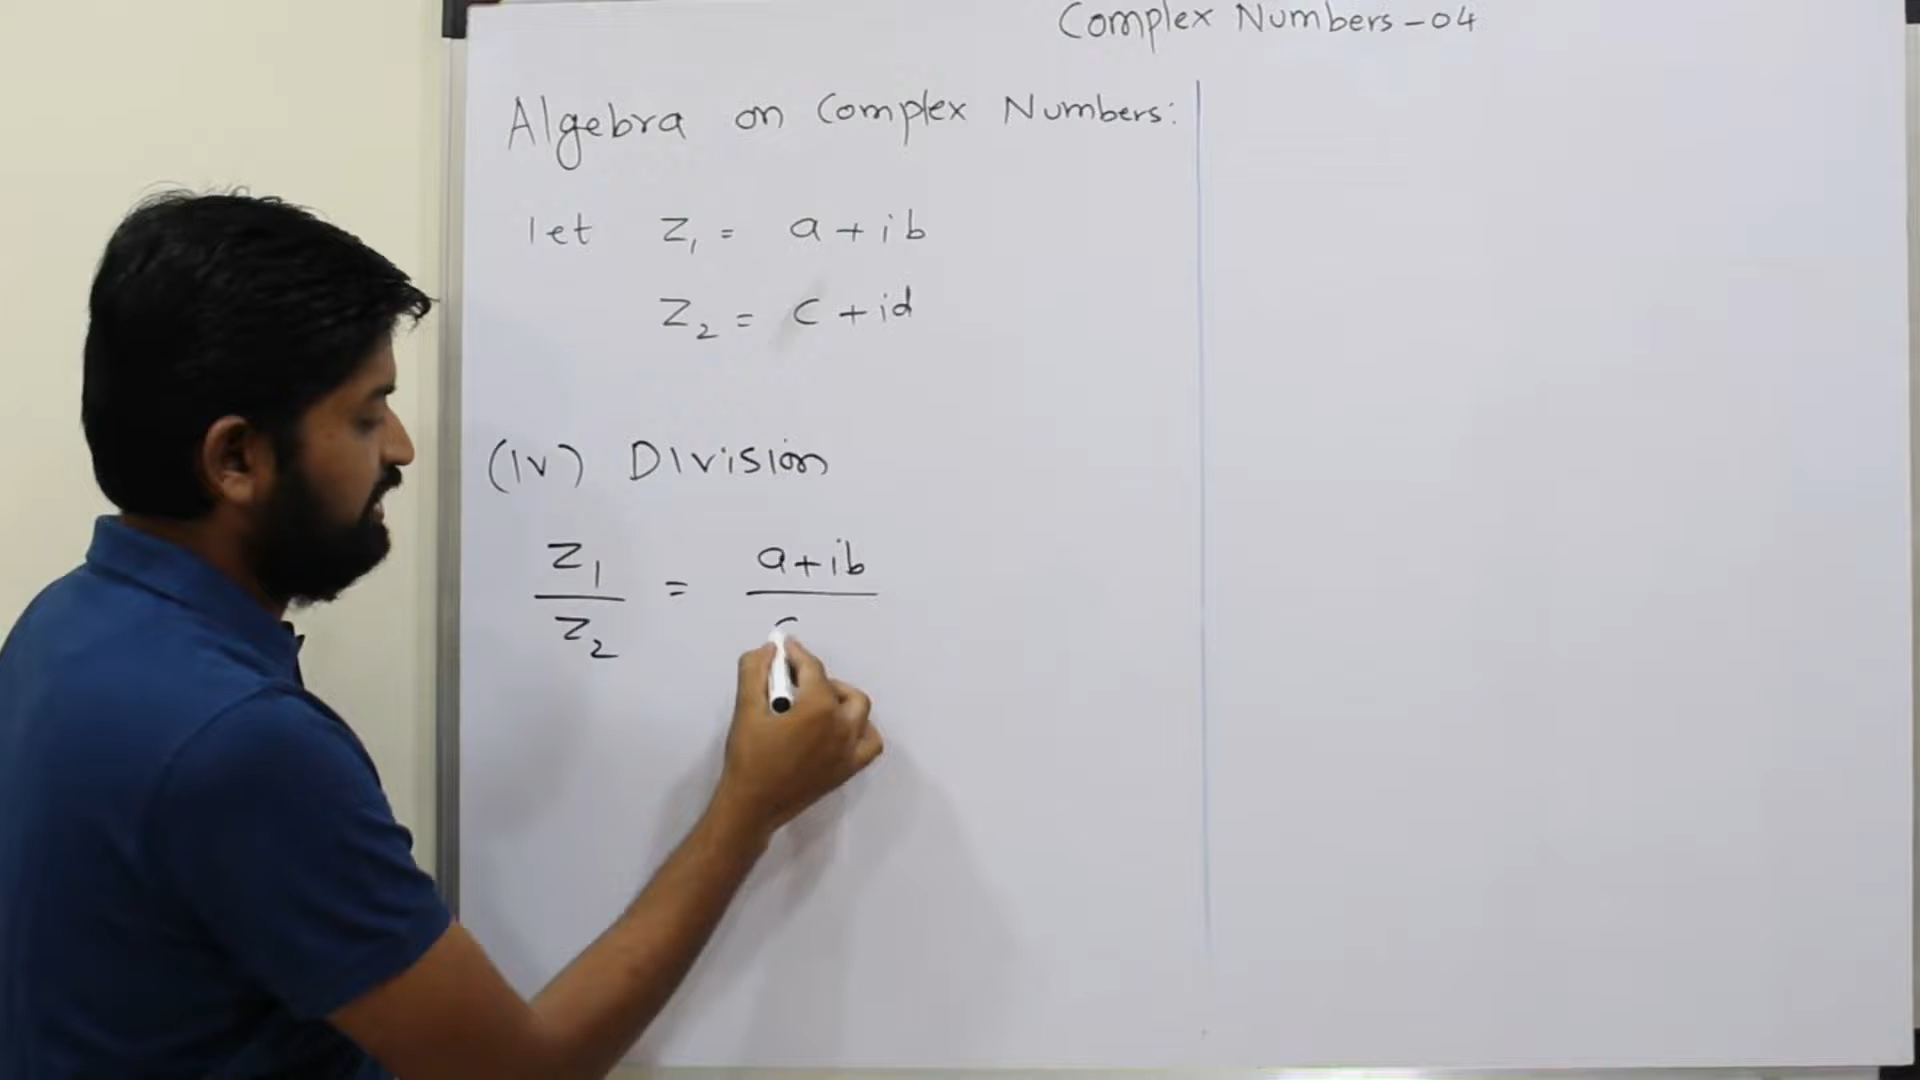 Complex Numbers - 04
Algebra on Complex Numbers:
let z₁ = a + ib
z₂ = c + id
(iv) Division
z₁/z₂ = a+ib/c